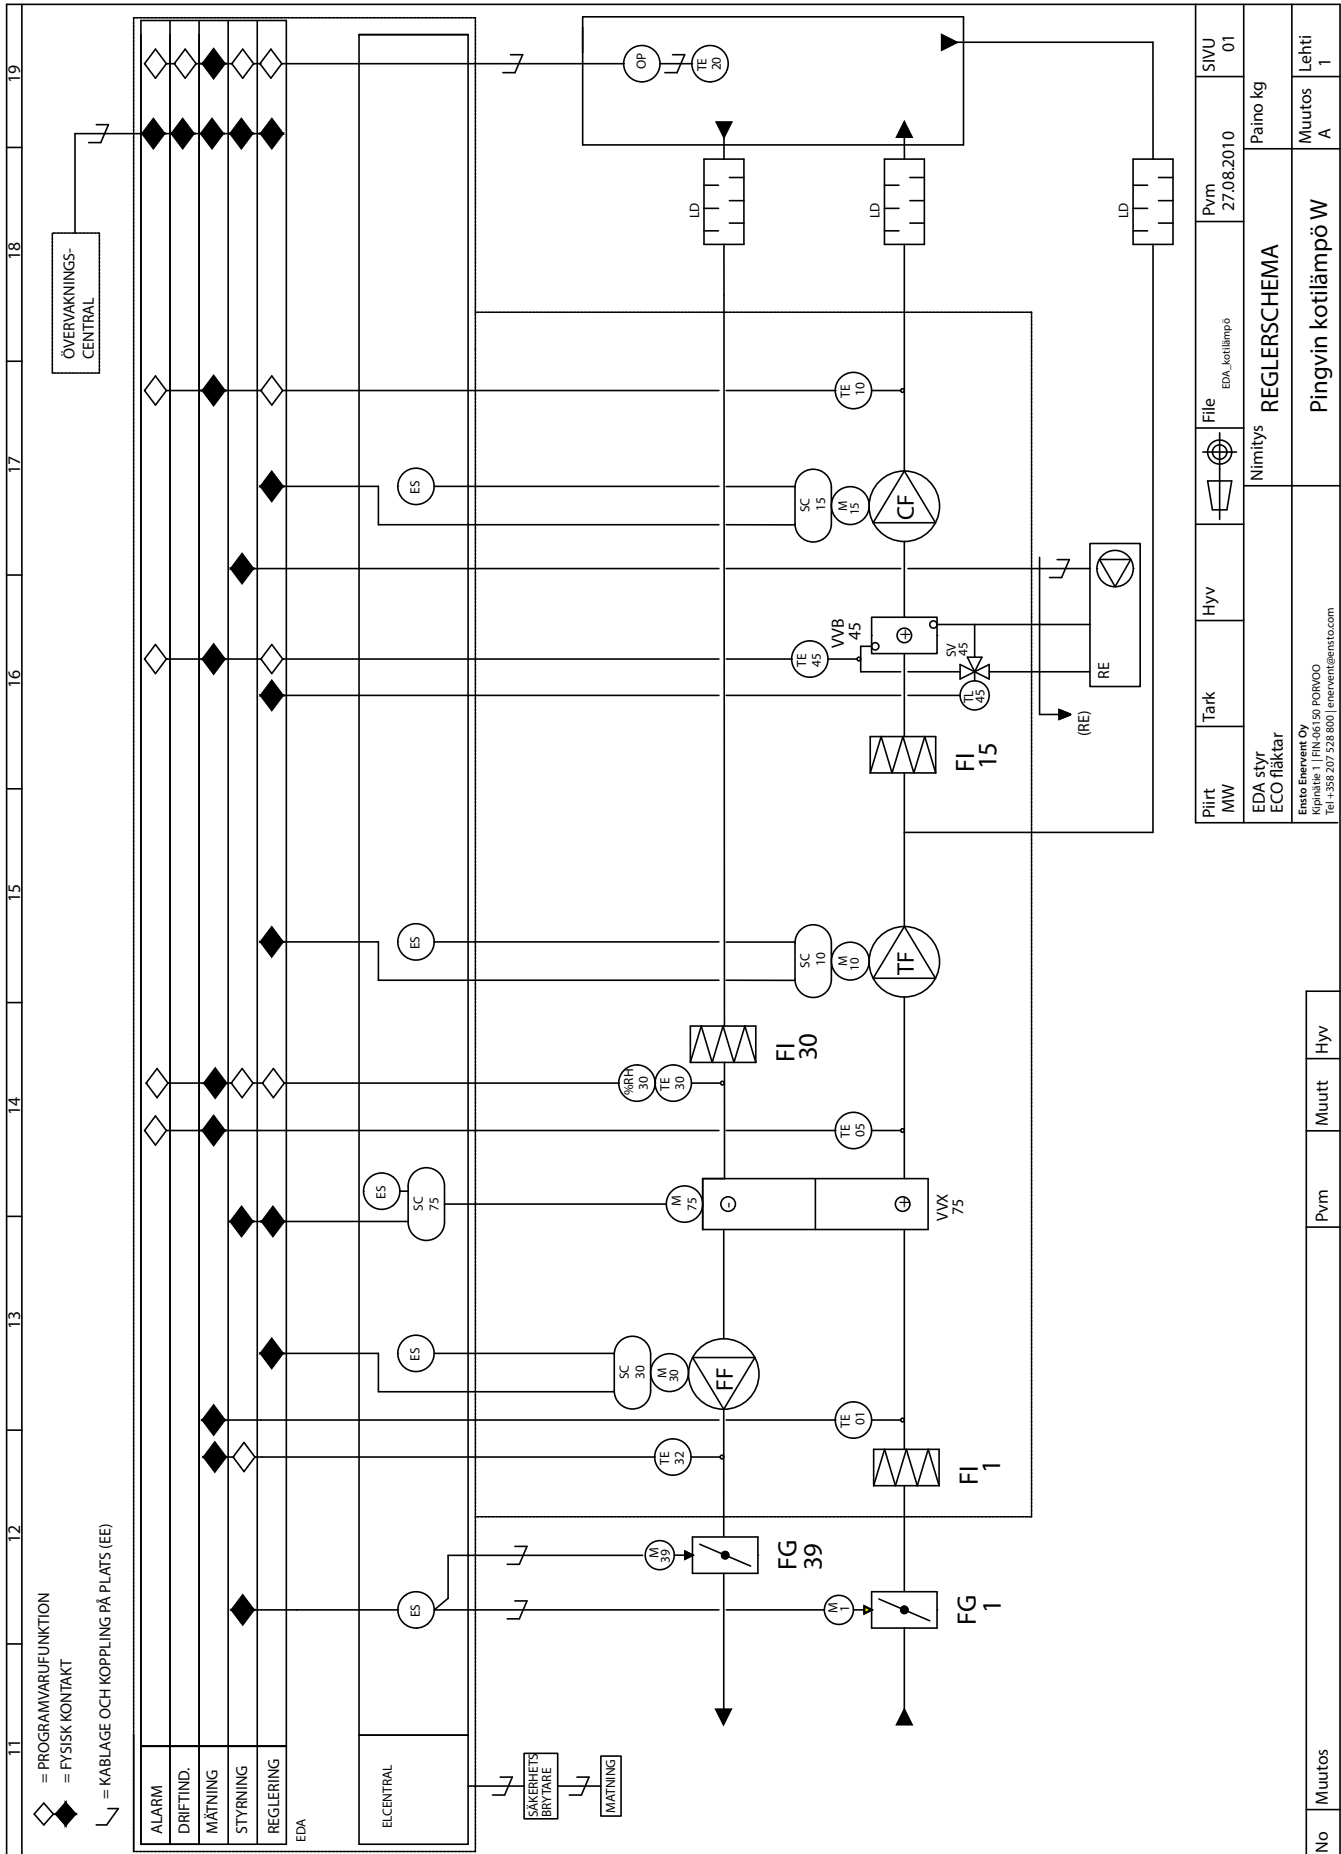 11
12
13
14
15
16
17
18
19
= PROGRAMVARUFUNKTION
= FYSISK KONTAKT
= KABLAGE OCH KOPPLING PÅ PLATS (EE)
ÖVERVAKNINGS-
CENTRAL
ALARM
DRIFTIND.
MÄTNING
STYRNING
REGLERING
EDA
ELCENTRAL
SÄKERHETS
BRYTARE
MATNING
ES
ES
ES
SC
75
ES
ES
OP
TE
20
M
39
FG
39
TE
32
SC
30
M
30
FF
M
75
-
%RH
30
TE
30
FI
30
LD
M
1
FG
1
FI
1
TE
01
+
VVX
75
TE
05
SC
10
M
10
TF
FI
15
TE
45
VVB
45
+
SV
45
TL
45
SC
15
M
15
CF
TE
10
LD
(RE)
RE
LD
Piirt
MW
Tark
Hyv
File
EDA_kotilämpö
Pvm
27.08.2010
SIVU
01
EDA styr
ECO fläktar
Nimitys
REGLERSCHEMA
Paino kg
Ensto Enervent Oy
Kipinätie 1 | FIN-06150 PORVOO
Tel +358 207 528 800 | enervent@ensto.com
Pingvin kotilämpö W
Muutos
A
Lehti
1
No
Muutos
Pvm
Muutt
Hyv